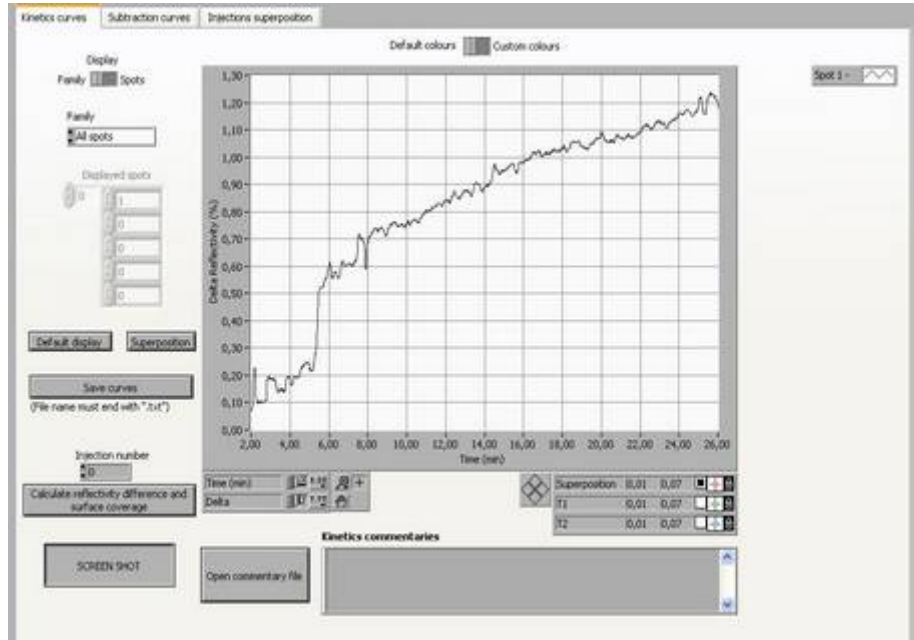 Kinetics curves
Subtraction curves
Injections superposition
Default colours
Custom colours
Display
Family
Spots
Spot 1 -
Family
All spots
Displayed spots
0
1
0
0
0
0
Default display
Superposition
Save curves
(File name must end with ".txt")
Injection number
0
Calculate reflectivity difference and
surface coverage
SCREEN SHOT
Delta Reflectivity (%)
1,30
1,20
1,10
1,00
0,90
0,80
0,70
0,60
0,50
0,40
0,30
0,20
0,10
0,00
2,00 4,00 6,00 8,00 10,00 12,00 14,00 16,00 18,00 20,00 22,00 24,00 26,00
Time (min)
Time (min)
Delta
Superposition 0,01 0,07
T1 0,01 0,07
T2 0,01 0,07
Kinetics commentaries
Open commentary file